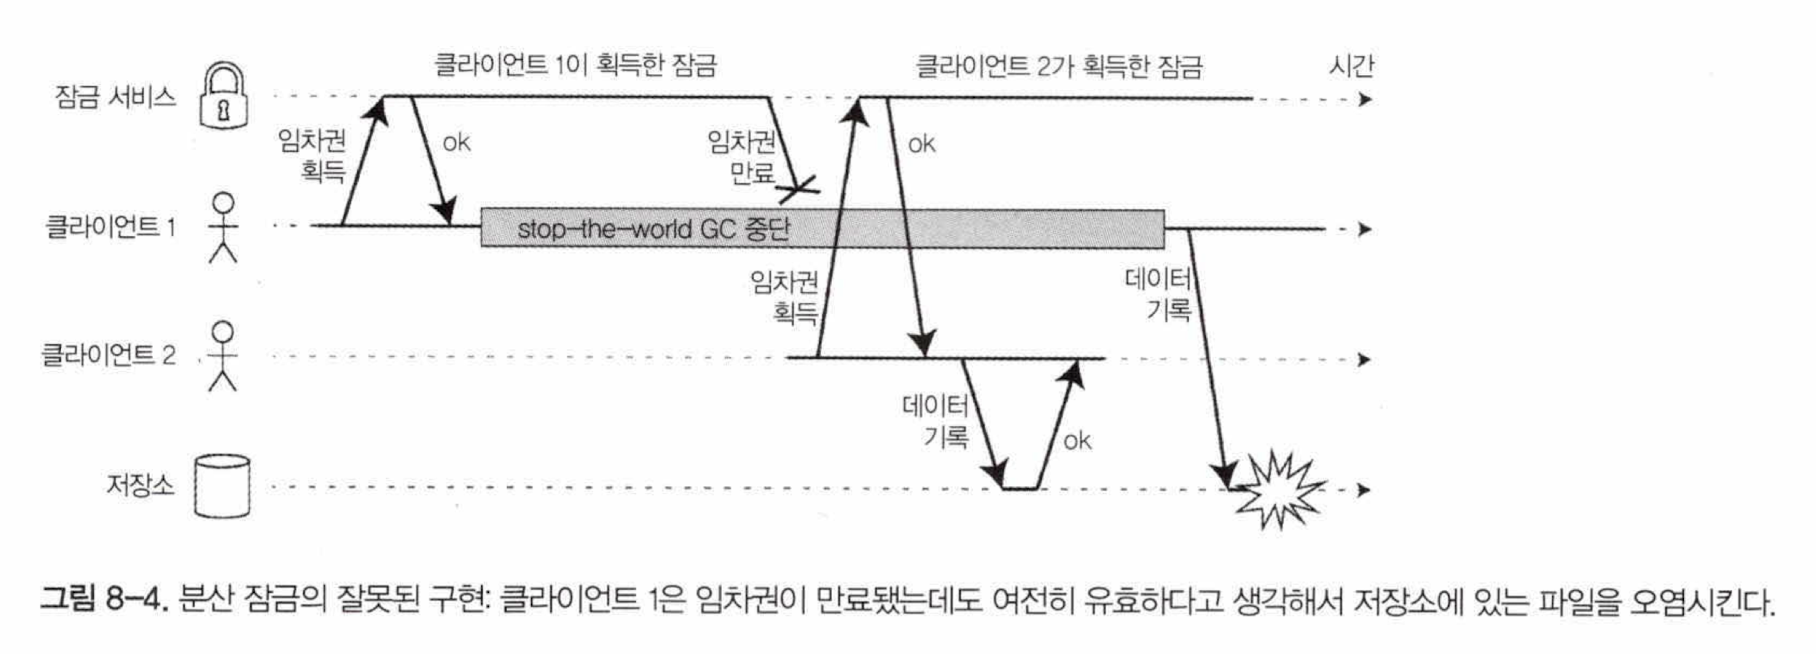 클라이언트 1이 획득한 잠금
클라이언트 2가 획득한 잠금
시간
잠금 서비스
임차권
획득
ok
임차권
만료
ok
클라이언트 1
stop-the-world GC 중단
임차권
획득
데이터
기록
클라이언트 2
데이터
기록
ok
저장소
그림 8-4. 분산 잠금의 잘못된 구현: 클라이언트 1은 임차권이 만료됐는데도 여전히 유효하다고 생각해서 저장소에 있는 파일을 오염시킨다.